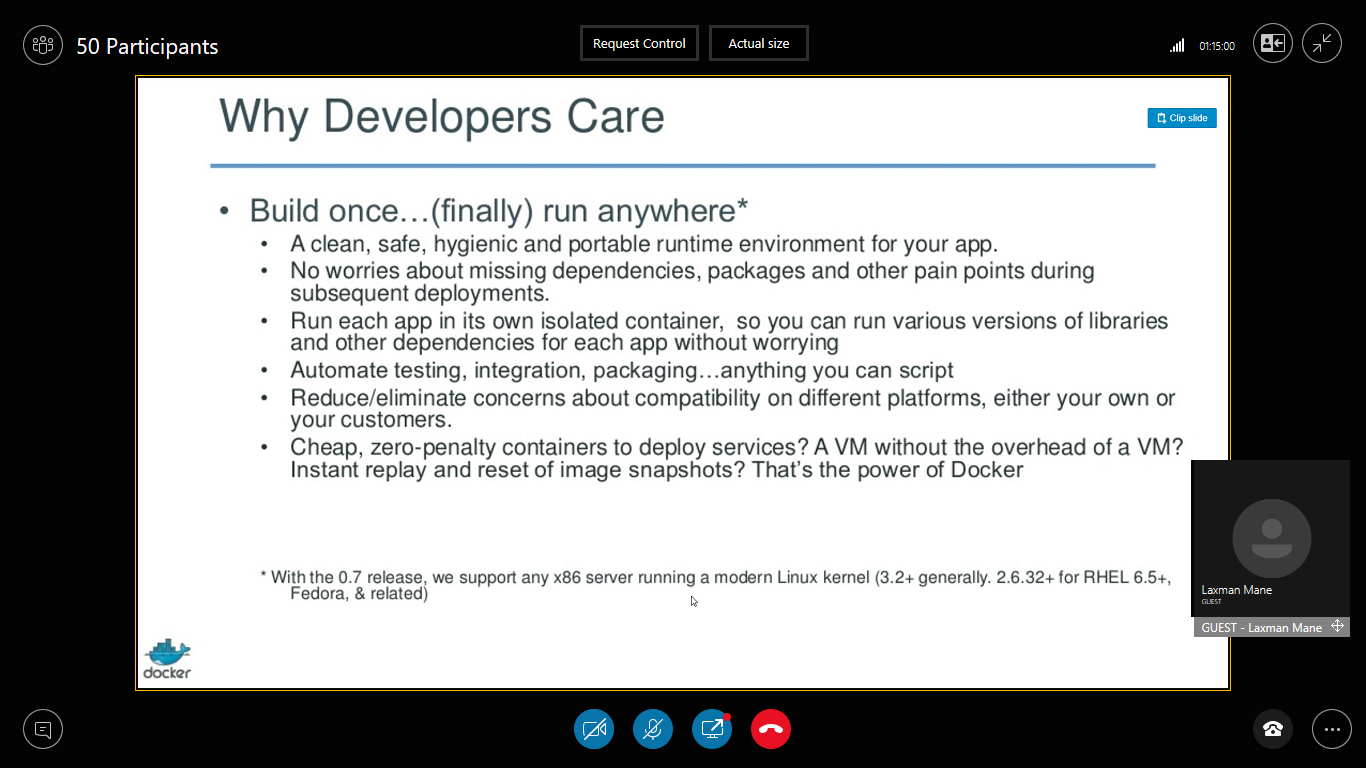 50 Participants
Request Control
Actual size
01:15:00
Why Developers Care
Clip slide
• Build once…(finally) run anywhere*
• A clean, safe, hygienic and portable runtime environment for your app.
• No worries about missing dependencies, packages and other pain points during
subsequent deployments.
• Run each app in its own isolated container,  so you can run various versions of libraries
and other dependencies for each app without worrying
• Automate testing, integration, packaging…anything you can script
• Reduce/eliminate concerns about compatibility on different platforms, either your own or
your customers.
• Cheap, zero-penalty containers to deploy services? A VM without the overhead of a VM?
Instant replay and reset of image snapshots? That’s the power of Docker
* With the 0.7 release, we support any x86 server running a modern Linux kernel (3.2+ generally. 2.6.32+ for RHEL 6.5+,
Fedora, & related)
docker
Laxman Mane
GUEST
GUEST - Laxman Mane